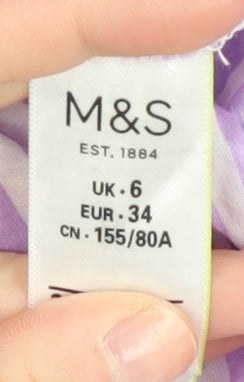 M&S
EST. 1884
UK · 6
EUR · 34
CN · 155/80A